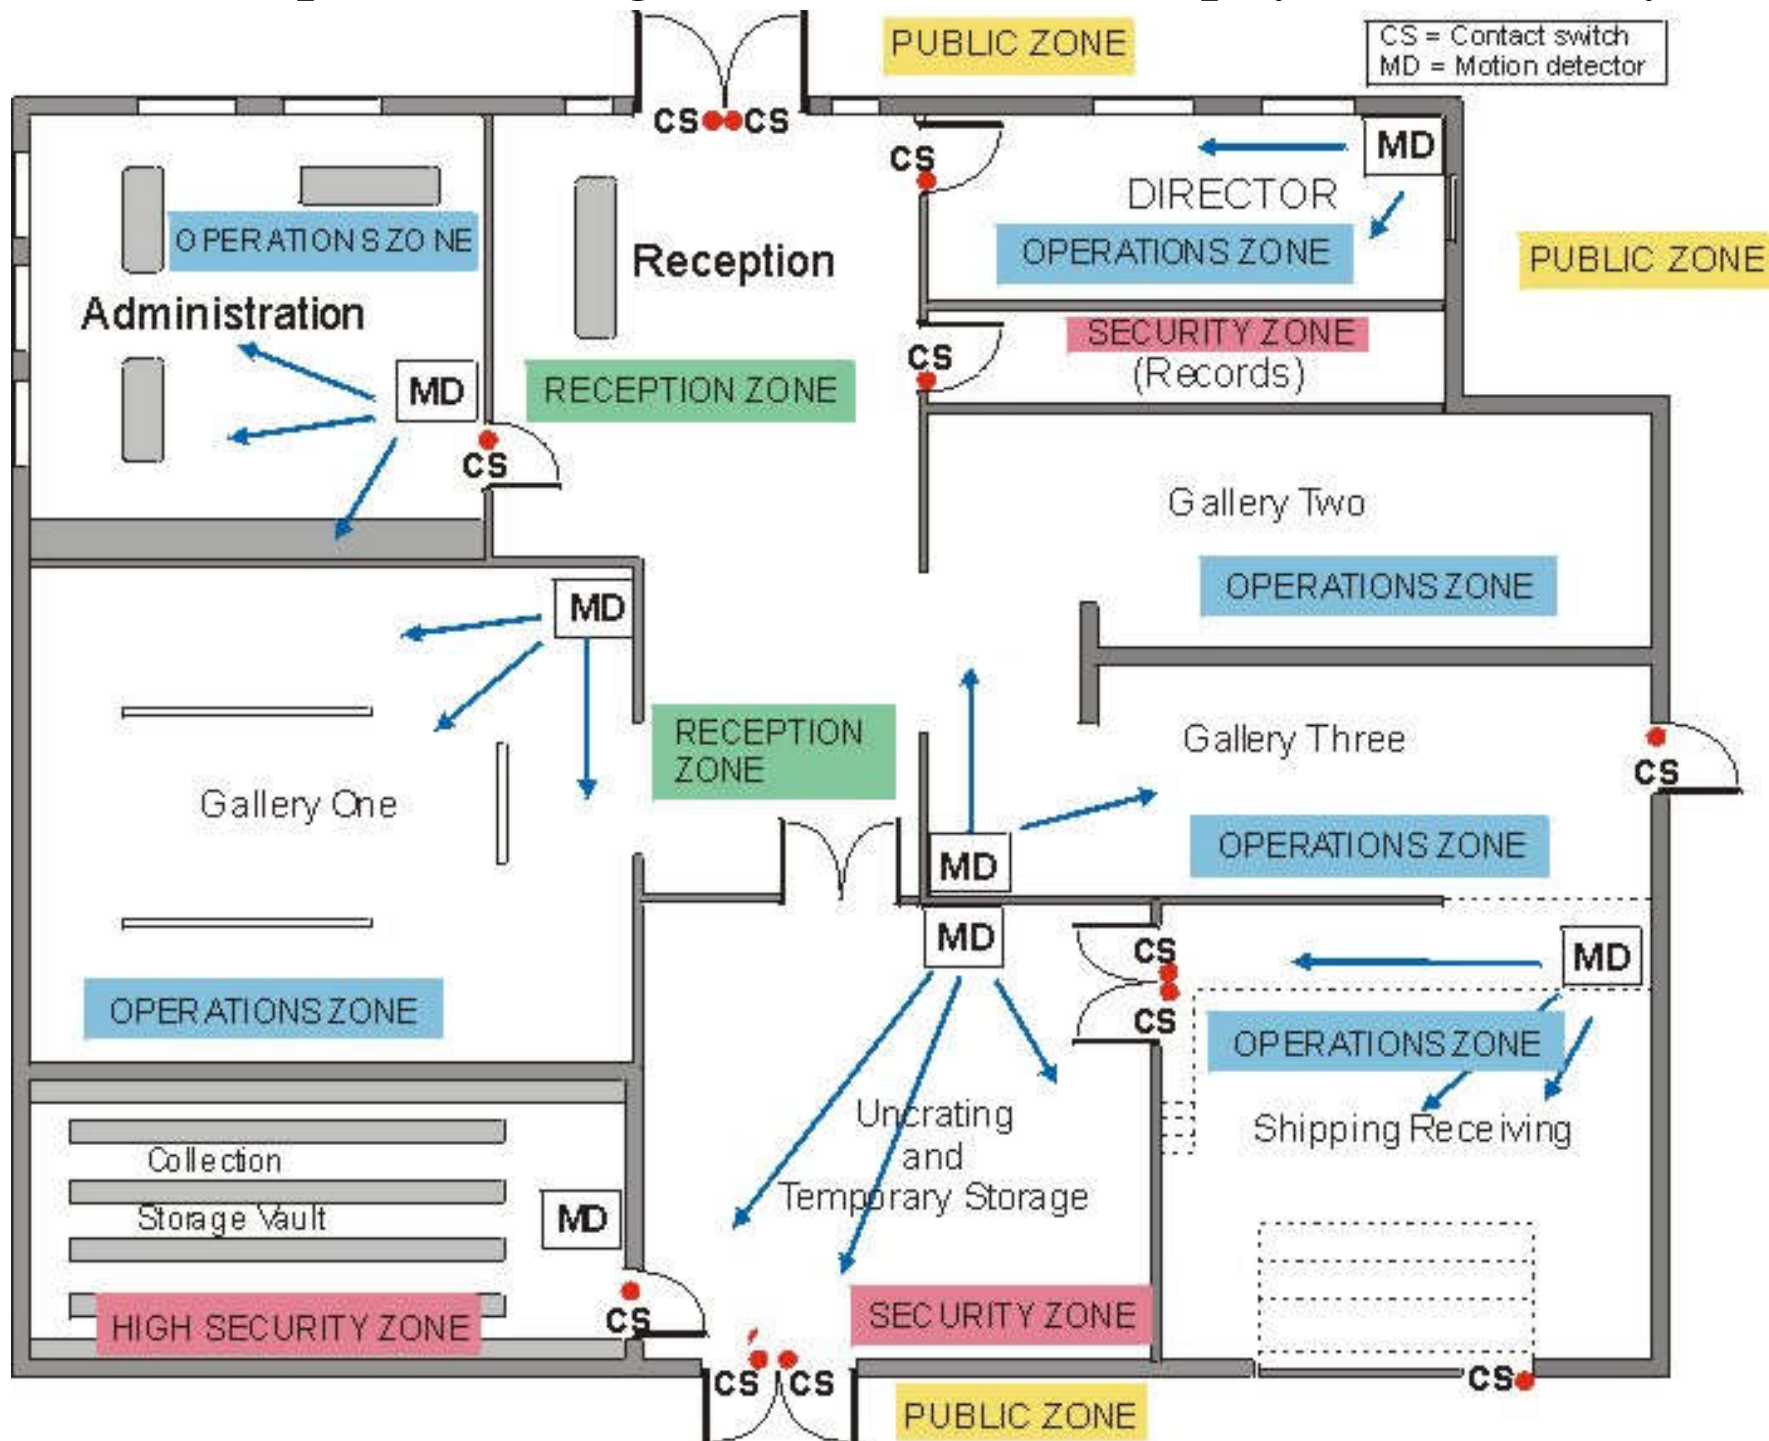 PUBLIC ZONE
CS = Contact switch
MD = Motion detector
CS CS
CS
MD
DIRECTOR
OPERATIONS ZONE
OPERATIONS ZONE
PUBLIC ZONE
Reception
Administration
SECURITY ZONE
(Records)
CS
MD
RECEPTION ZONE
CS
Gallery Two
OPERATIONS ZONE
MD
RECEPTION
ZONE
Gallery Three
CS
Gallery One
OPERATIONS ZONE
MD
MD
CS
MD
OPERATIONS ZONE
CS
OPERATIONS ZONE
Uncrating
and
Temporary Storage
Shipping Receiving
Collection
Storage Vault
MD
HIGH SECURITY ZONE
CS
SECURITY ZONE
CS CS
CS
PUBLIC ZONE